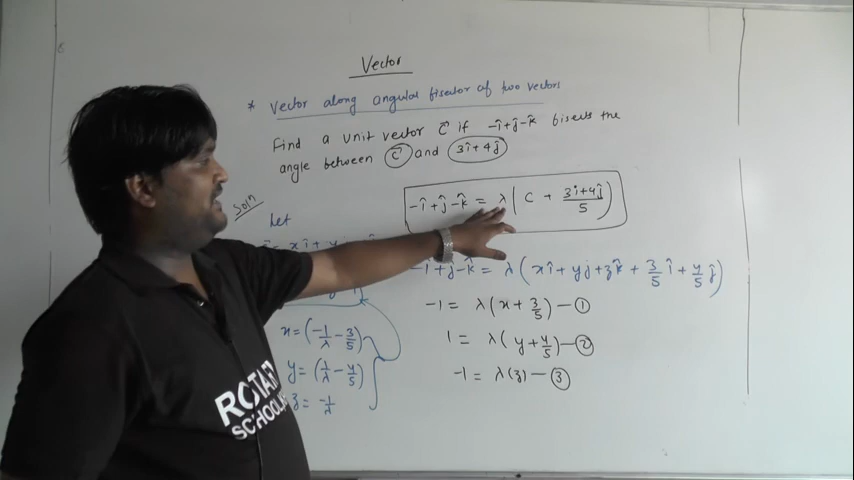 Vector
* Vector along angular bisector of two vectors
Find a unit vector c⃗ if -î+ĵ-k̂ bisects the
angle between c⃗ and 3î+4ĵ
Soln
Let
-î+ĵ-k̂ = λ(c + 3î+4ĵ/5)
-î+ĵ-k̂ = λ(xî+yĵ+zk̂ + 3/5 î + 4/5 ĵ)
-1 = λ(x+3/5) — ①
1 = λ(y+4/5) — ②
-1 = λ(z) — ③
x = (-1/λ - 3/5)
y = (1/λ - 4/5)
z = -1/λ